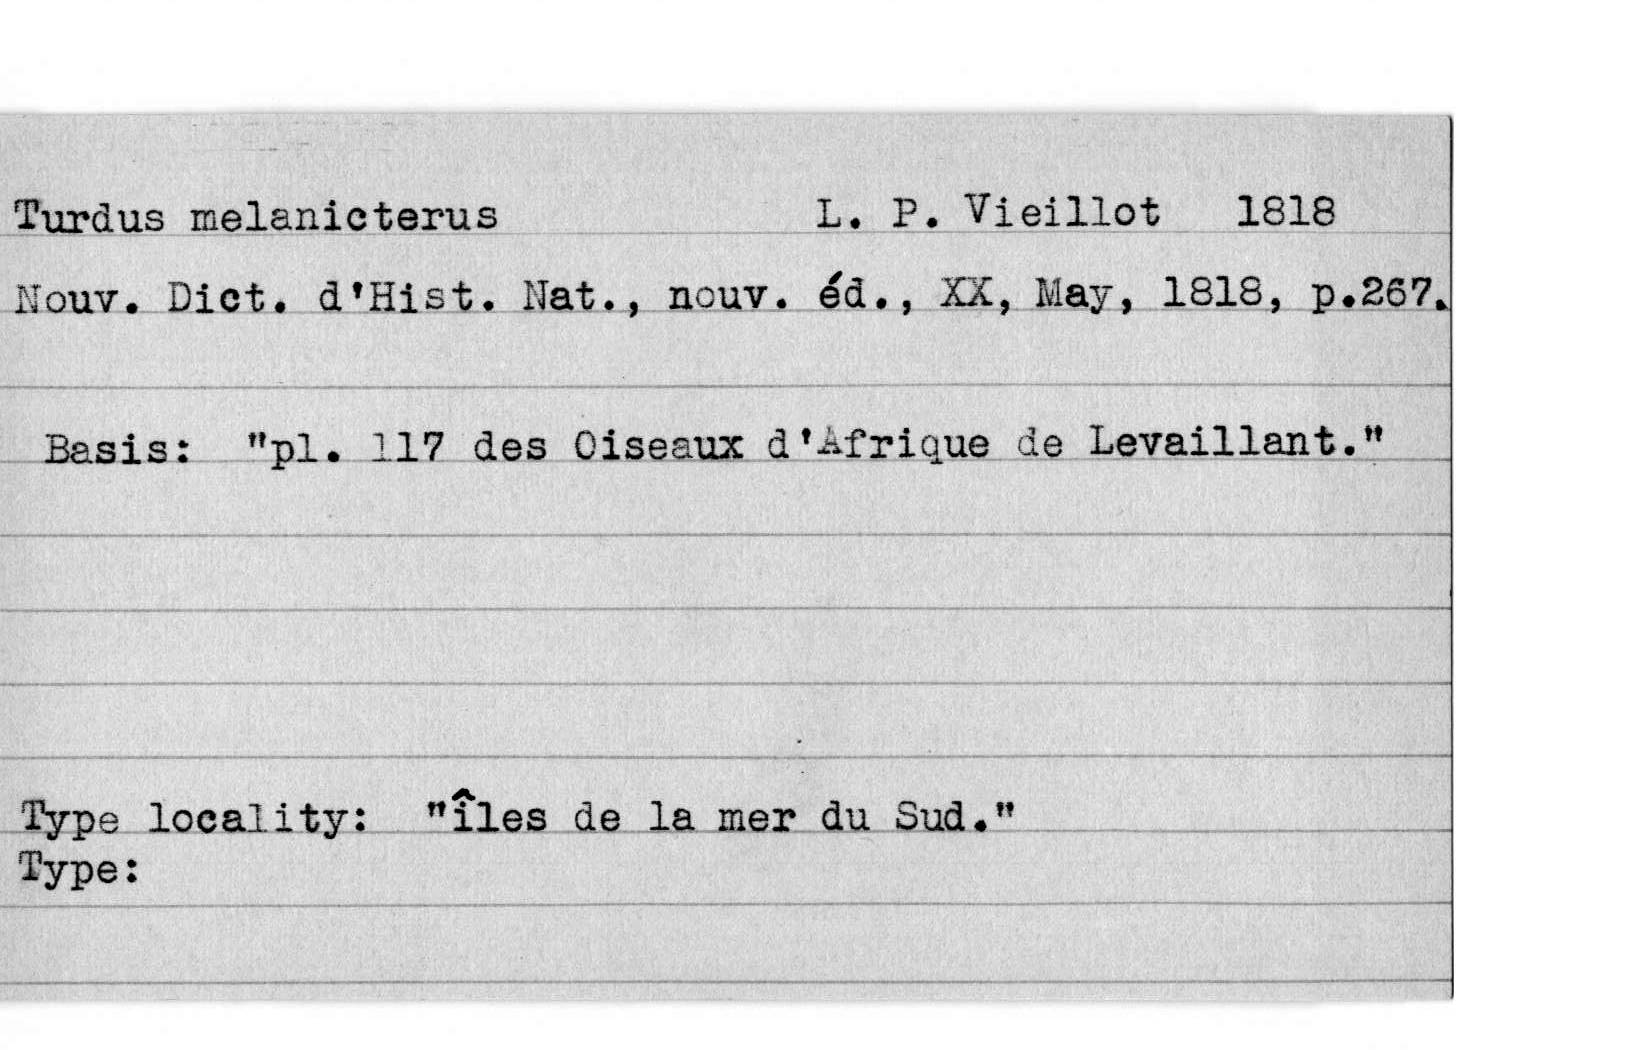 Turdus melanicterus L. P. Vieillot 1818
Nouv. Dict. d'Hist. Nat., nouv. éd., XX, May, 1818, p.267.
Basis: "pl. 117 des Oiseaux d'Afrique de Levaillant."
Type locality: "îles de la mer du Sud."
Type: